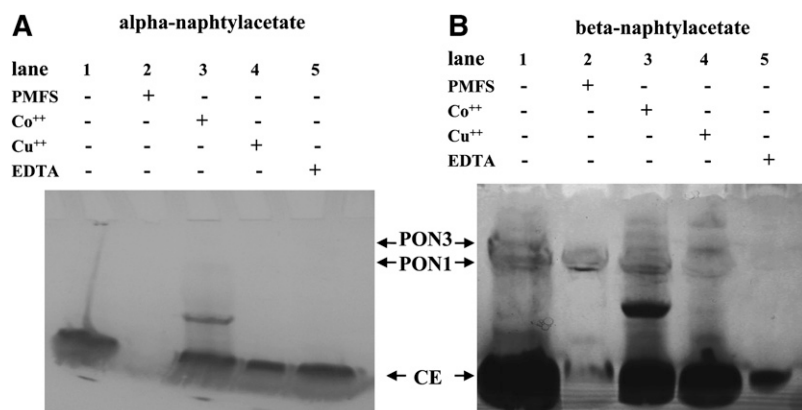 A
alpha-naphtylacetate
lane 1 2 3 4 5
PMFS - + - - -
Co++ - - + - -
Cu++ - - - + -
EDTA - - - - +
B
beta-naphtylacetate
lane 1 2 3 4 5
PMFS - + - - -
Co++ - - + - -
Cu++ - - - + -
EDTA - - - - +
PON3
PON1
CE